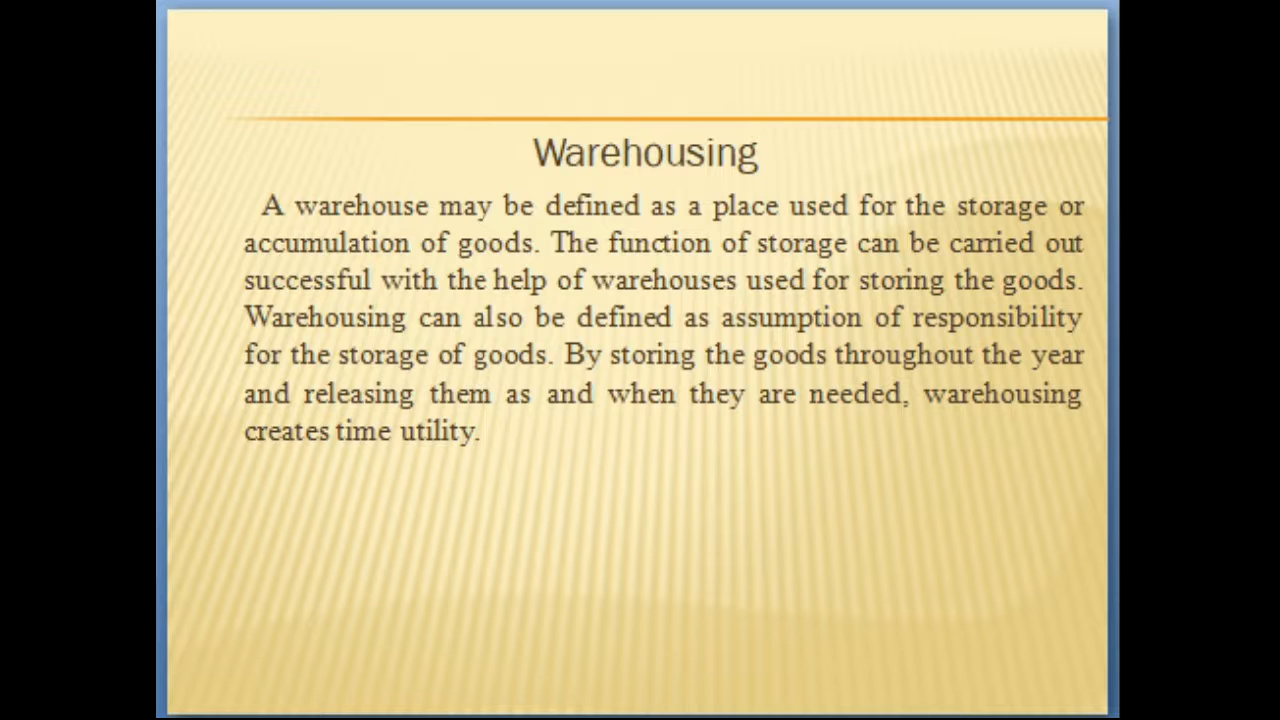 Warehousing
A warehouse may be defined as a place used for the storage or
accumulation of goods. The function of storage can be carried out
successful with the help of warehouses used for storing the goods.
Warehousing can also be defined as assumption of responsibility
for the storage of goods. By storing the goods throughout the year
and releasing them as and when they are needed, warehousing
creates time utility.